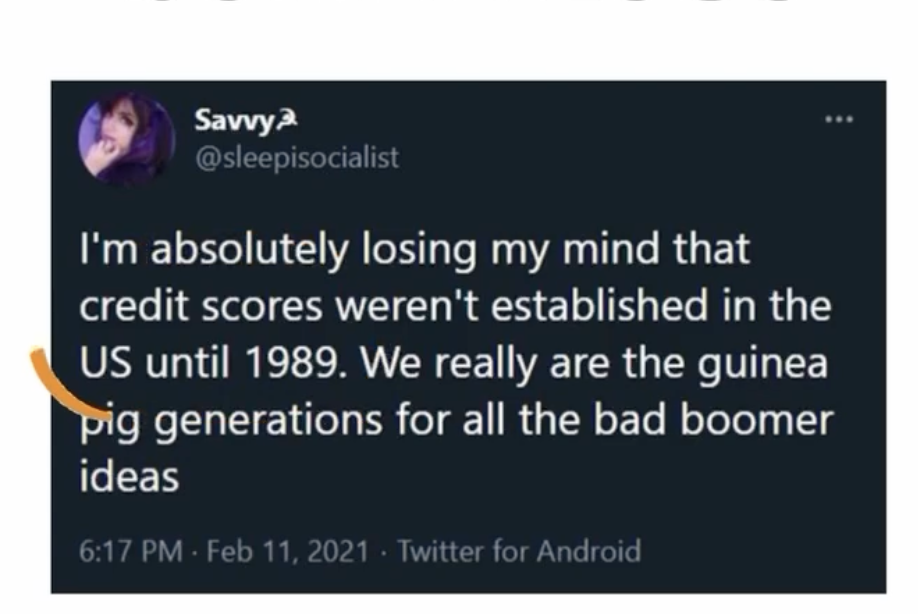 Savvy☭
@sleepisocialist
I'm absolutely losing my mind that
credit scores weren't established in the
US until 1989. We really are the guinea
pig generations for all the bad boomer
ideas
6:17 PM · Feb 11, 2021 · Twitter for Android